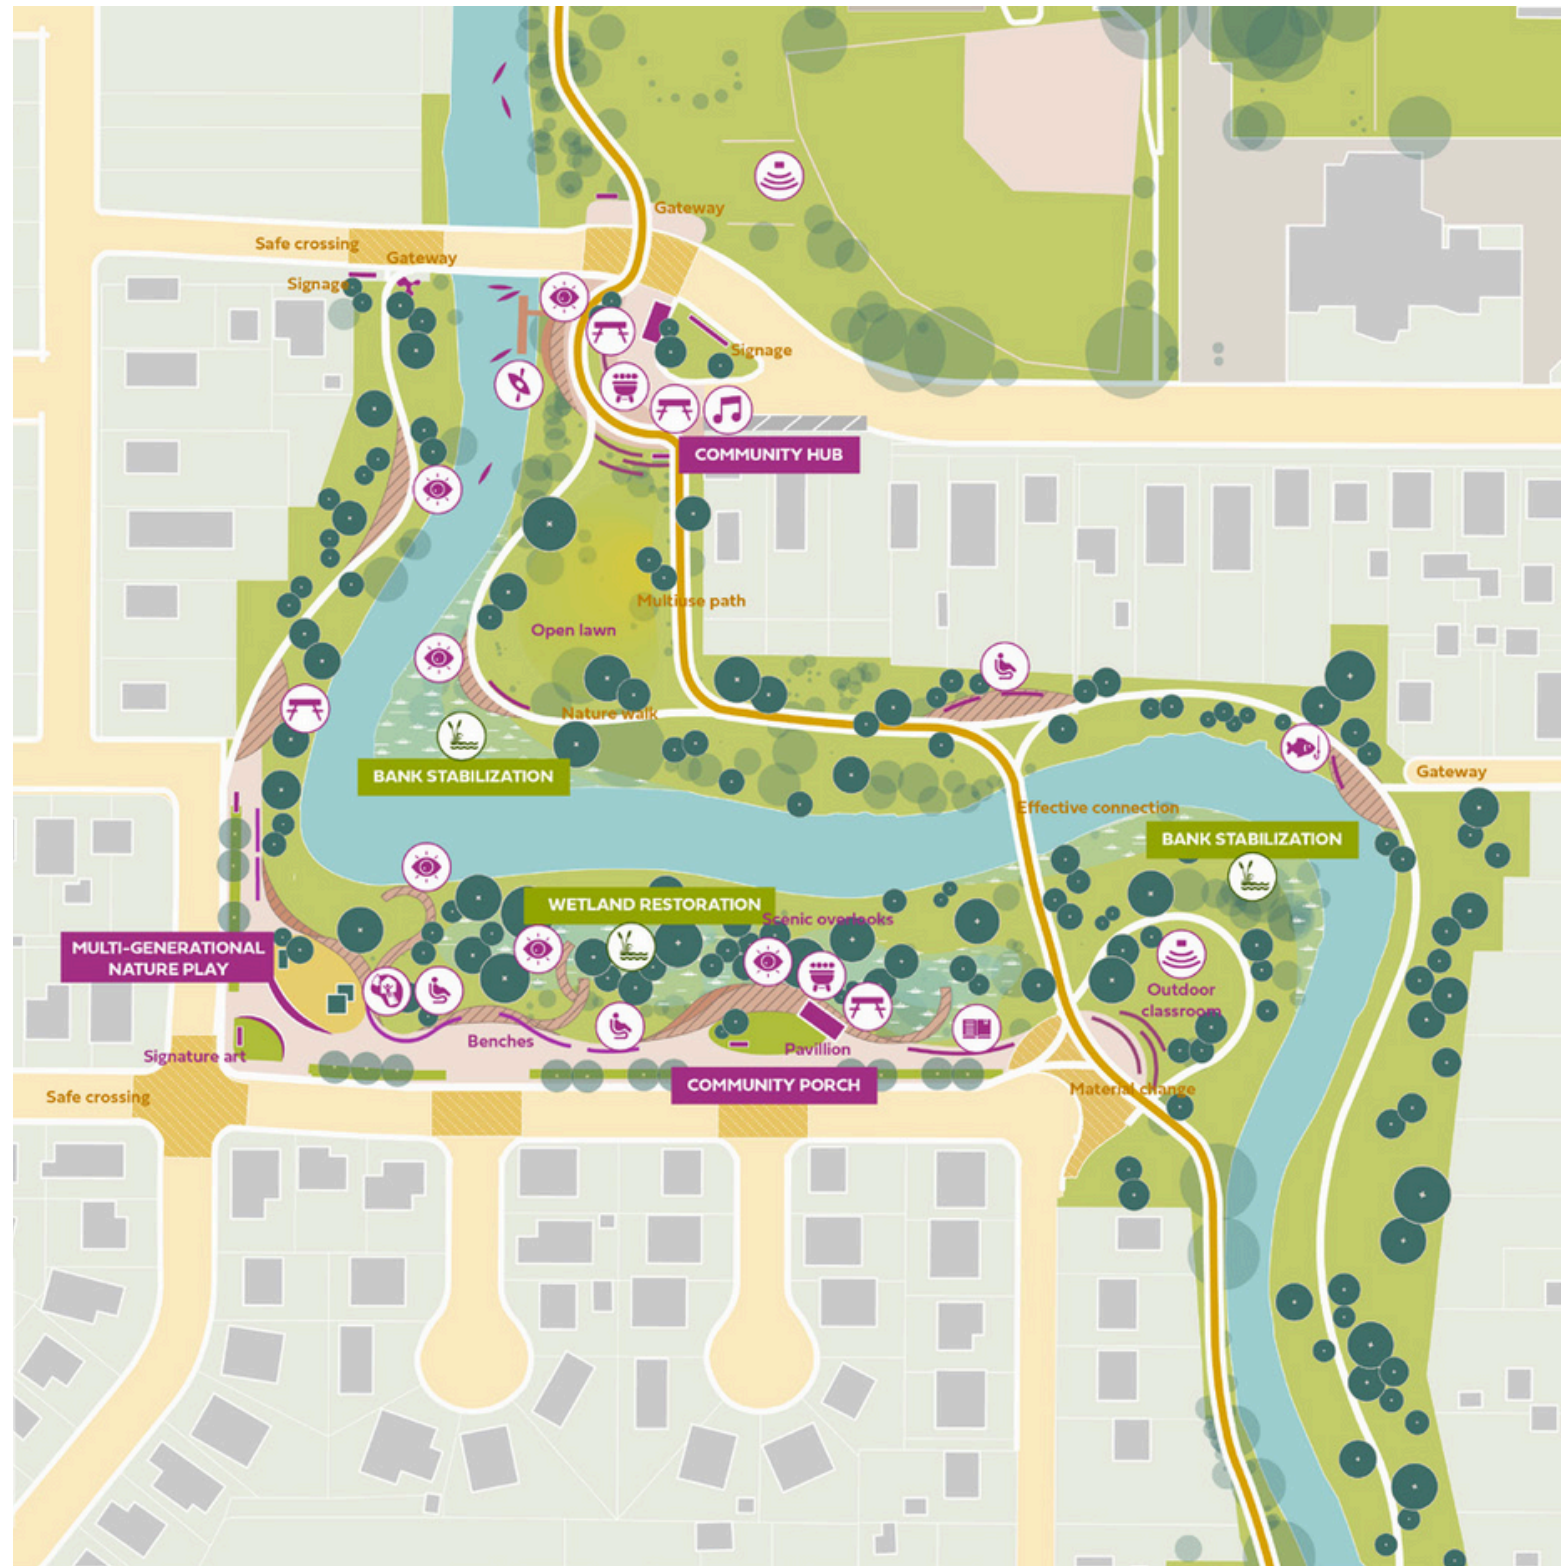 Gateway
Safe crossing
Gateway
Signage
Signage
COMMUNITY HUB
Multiuse path
Open lawn
Nature walk
BANK STABILIZATION
Gateway
Effective connection
BANK STABILIZATION
WETLAND RESTORATION
Scenic overlooks
MULTI-GENERATIONAL
NATURE PLAY
Outdoor
classroom
Benches
Pavillion
Signature art
COMMUNITY PORCH
Material change
Safe crossing